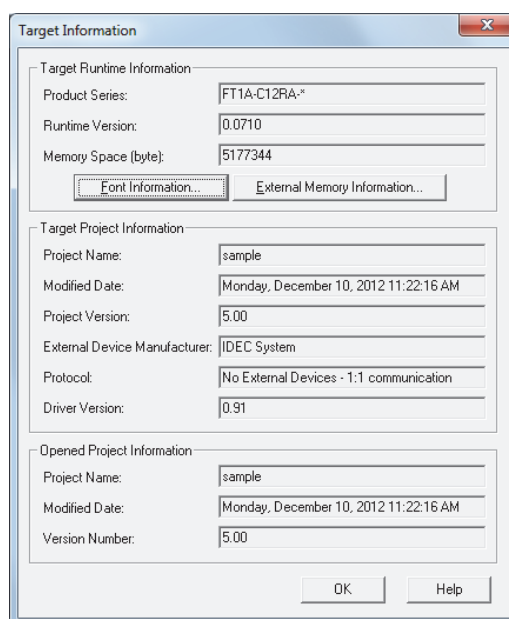 Target Information
Target Runtime Information
Product Series: FT1A-C12RA-*
Runtime Version: 0.0710
Memory Space (byte): 5177344
Font Information... External Memory Information...
Target Project Information
Project Name: sample
Modified Date: Monday, December 10, 2012 11:22:16 AM
Project Version: 5.00
External Device Manufacturer: IDEC System
Protocol: No External Devices - 1:1 communication
Driver Version: 0.91
Opened Project Information
Project Name: sample
Modified Date: Monday, December 10, 2012 11:22:16 AM
Version Number: 5.00
OK Help